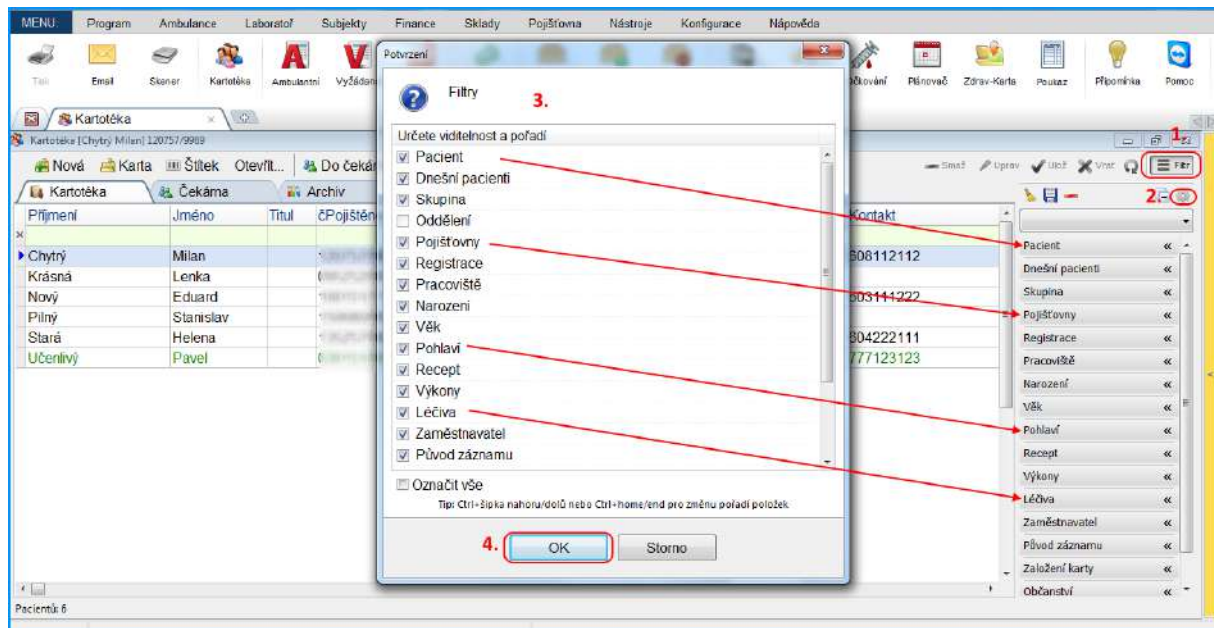 MENU: Program Ambulance Laboratoř Subjekty Finance Sklady Pojišťovna Nástroje Konfigurace Nápověda
Tisk Email Skener Kartotéka Ambulantní Plánovač Zdrav-Karta Poukaz Připomínka Pomoc
Kartotéka
Kartotéka [Chytrý Milan] 120757/9989
Nová Karta Štítek Otevřít... Do čekár Smaž Uprav Ulož Vrať Filtr
1.
Kartotéka Čekárna Archiv
2.
Příjmení Jméno Titul čPojištěn Kontakt
Chytrý Milan 608112112
Krásná Lenka
Nový Eduard 603111222
Pilný Stanislav
Stará Helena 604222111
Učenlivý Pavel 777123123
Potvrzení
Filtry
3.
Určete viditelnost a pořadí
Pacient
Dnešní pacienti
Skupina
Oddělení
Pojišťovny
Registrace
Pracoviště
Narození
Věk
Pohlaví
Recept
Výkony
Léčiva
Zaměstnavatel
Původ záznamu
Označit vše
Tip: Ctrl+šipka nahoru/dolů nebo Ctrl+home/end pro změnu pořadí položek
4.
OK Storno
Pacient
Dnešní pacienti
Skupina
Pojišťovny
Registrace
Pracoviště
Narození
Věk
Pohlaví
Recept
Výkony
Léčiva
Zaměstnavatel
Původ záznamu
Založení karty
Občanství
Pacientů: 6